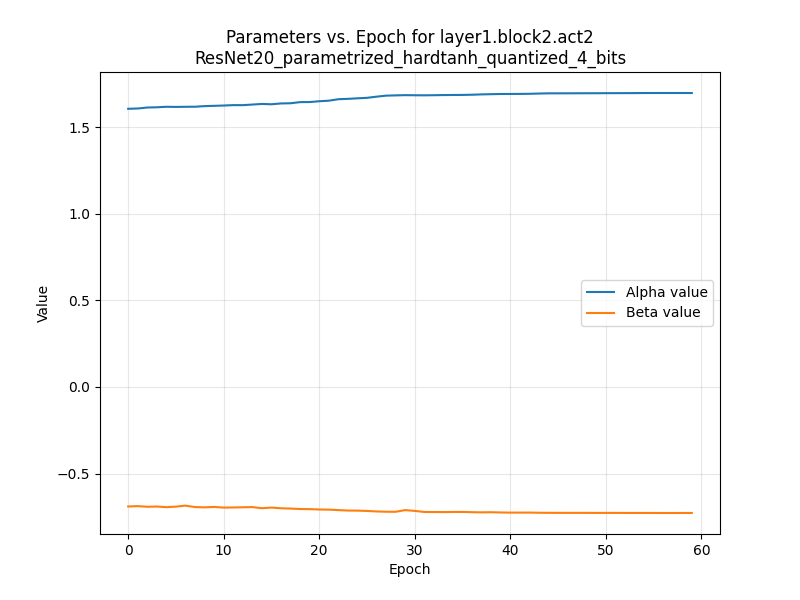 Parameters vs. Epoch for layer1.block2.act2
ResNet20_parametrized_hardtanh_quantized_4_bits
1.5
1.0
0.5
0.0
−0.5
Value
Alpha value
Beta value
0 10 20 30 40 50 60
Epoch